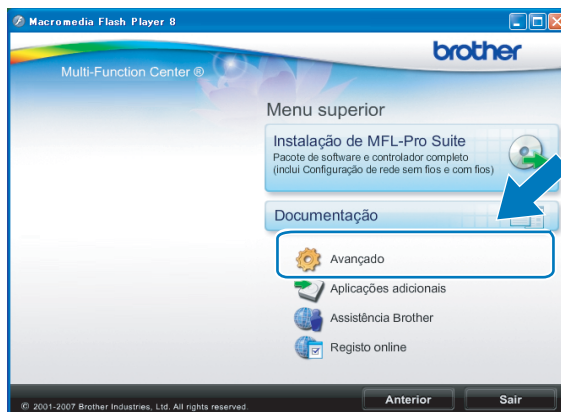 Macromedia Flash Player 8
brother
Multi-Function Center ®
Menu superior
Instalação de MFL-Pro Suite
Pacote de software e controlador completo
(inclui Configuração de rede sem fios e com fios)
Documentação
Avançado
Aplicações adicionais
Assistência Brother
Registo online
© 2001-2007 Brother Industries, Ltd. All rights reserved.
Anterior
Sair